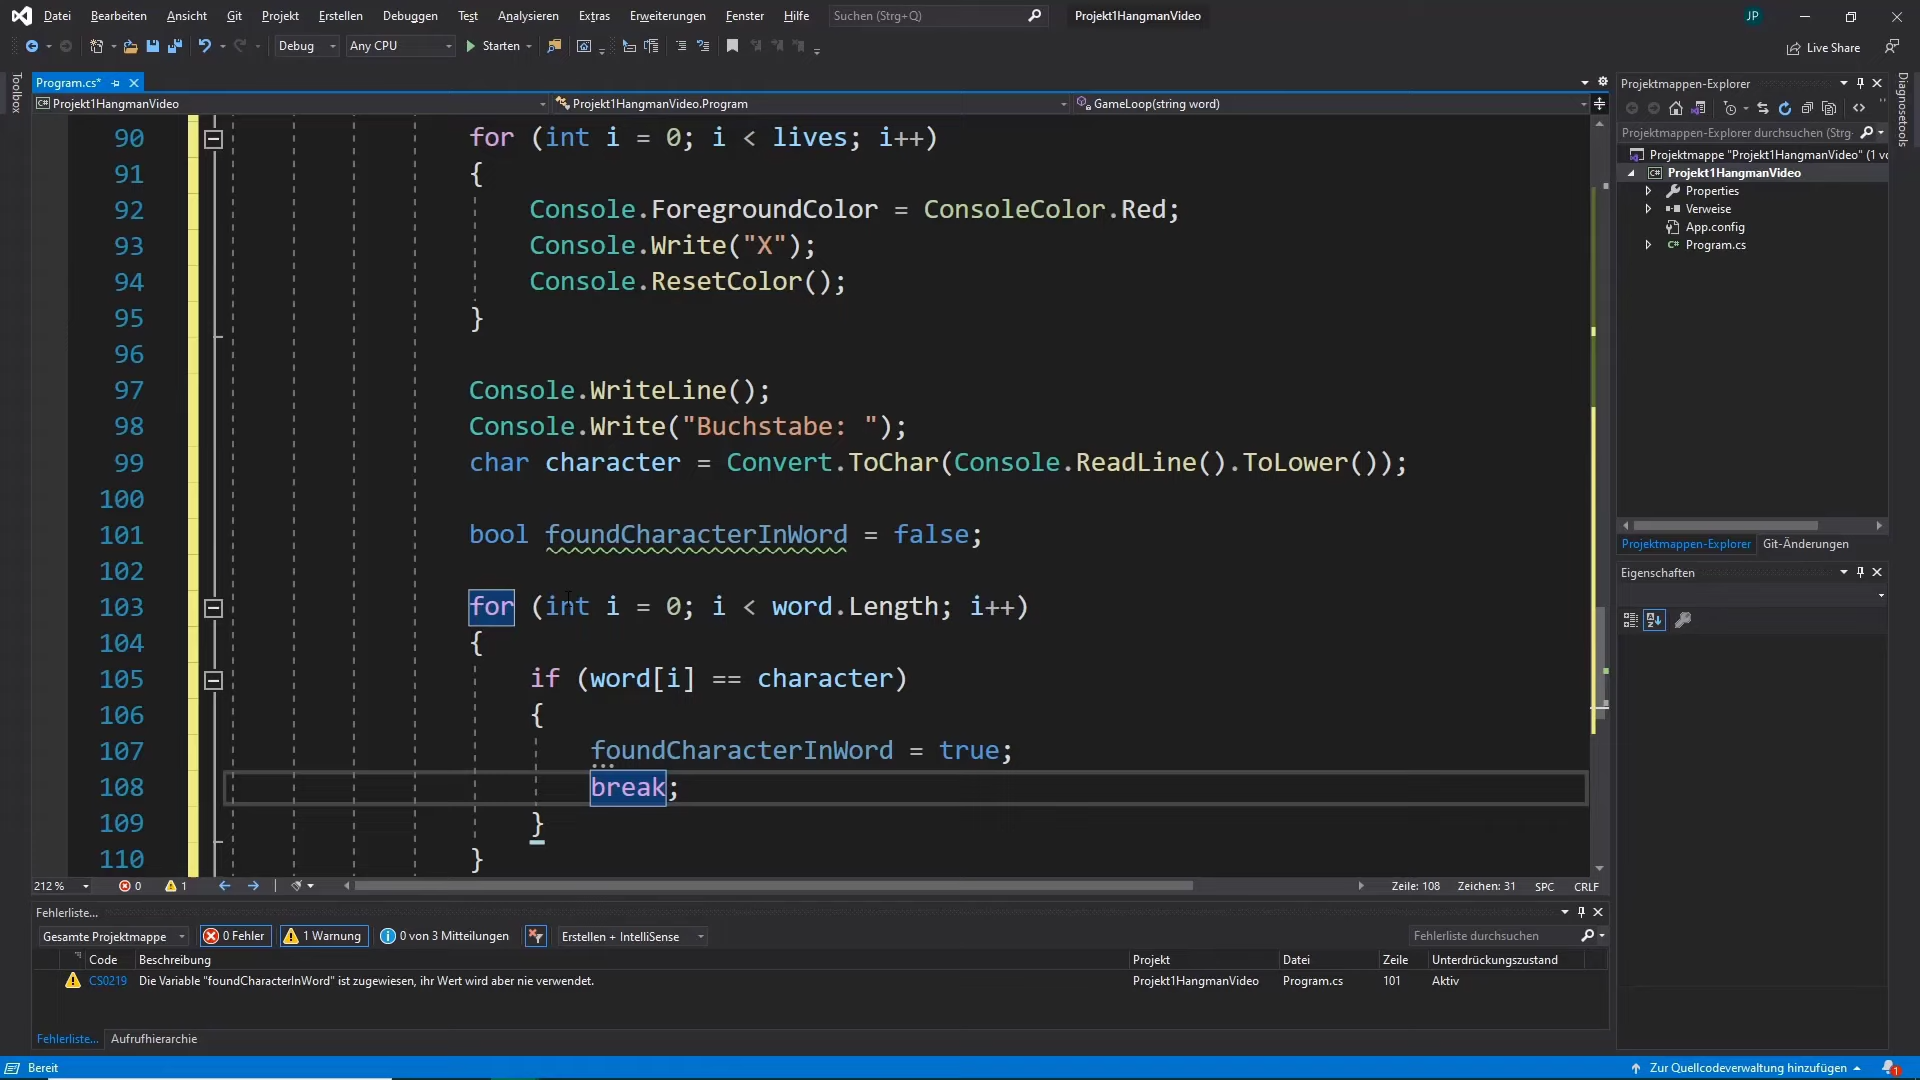 Datei Bearbeiten Ansicht Git Projekt Erstellen Debuggen Test Analysieren Extras Erweiterungen Fenster Hilfe Suchen (Strg+Q) Projekt1HangmanVideo JP
Debug Any CPU Starten Live Share
Toolbox
Program.cs*
Projekt1HangmanVideo Projekt1HangmanVideo.Program GameLoop(string word)
90 for (int i = 0; i < lives; i++)
91 {
92 Console.ForegroundColor = ConsoleColor.Red;
93 Console.Write("X");
94 Console.ResetColor();
95 }
96
97 Console.WriteLine();
98 Console.Write("Buchstabe: ");
99 char character = Convert.ToChar(Console.ReadLine().ToLower());
100
101 bool foundCharacterInWord = false;
102
103 for (int i = 0; i < word.Length; i++)
104 {
105 if (word[i] == character)
106 {
107 foundCharacterInWord = true;
108 break;
109 }
110 }
212 % 0 1 Zeile: 108 Zeichen: 31 SPC CRLF
Projektmappen-Explorer
Projektmappen-Explorer durchsuchen (Strg-
Projektmappe "Projekt1HangmanVideo" (1 vo
C# Projekt1HangmanVideo
Properties
Verweise
App.config
C# Program.cs
Projektmappen-Explorer Git-Änderungen
Eigenschaften
Diagnosetools
Fehlerliste...
Gesamte Projektmappe 0 Fehler 1 Warnung 0 von 3 Mitteilungen Erstellen + IntelliSense Fehlerliste durchsuchen
Code Beschreibung Projekt Datei Zeile Unterdrückungszustand
CS0219 Die Variable "foundCharacterInWord" ist zugewiesen, ihr Wert wird aber nie verwendet. Projekt1HangmanVideo Program.cs 101 Aktiv
Fehlerliste... Aufrufhierarchie
Bereit Zur Quellcodeverwaltung hinzufügen 1